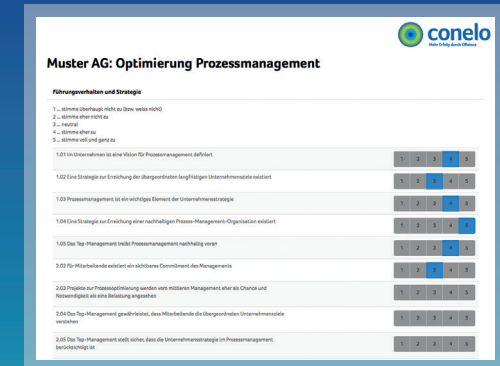 conelo
Mehr Erfolg durch Effizienz
Muster AG: Optimierung Prozessmanagement
Führungsverhalten und Strategie
1 ... stimme überhaupt nicht zu (bzw. weiss nicht)
2 ... stimme eher nicht zu
3 ... neutral
4 ... stimme eher zu
5 ... stimme voll und ganz zu
1.01 Im Unternehmen ist eine Vision für Prozessmanagement definiert
1 2 3 4 5
1.02 Eine Strategie zur Erreichung der übergeordneten langfristigen Unternehmensziele existiert
1 2 3 4 5
1.03 Prozessmanagement ist ein wichtiges Element der Unternehmensstrategie
1 2 3 4 5
1.04 Eine Strategie zur Erreichung einer nachhaltigen Prozess-Management-Organisation existiert
1 2 3 4 5
1.05 Das Top-Management treibt Prozessmanagement nachhaltig voran
1 2 3 4 5
2.02 Für Mitarbeitende existiert ein sichtbares Commitment des Managements
1 2 3 4 5
2.03 Projekte zur Prozessoptimierung werden vom mittleren Management eher als Chance und
Notwendigkeit als eine Belastung angesehen
1 2 3 4 5
2.04 Das Top-Management gewährleistet, dass Mitarbeitende die übergeordneten Unternehmensziele
verstehen
1 2 3 4 5
2.05 Das Top-Management stellt sicher, dass die Unternehmensstrategie im Prozessmanagement
berücksichtigt ist
1 2 3 4 5